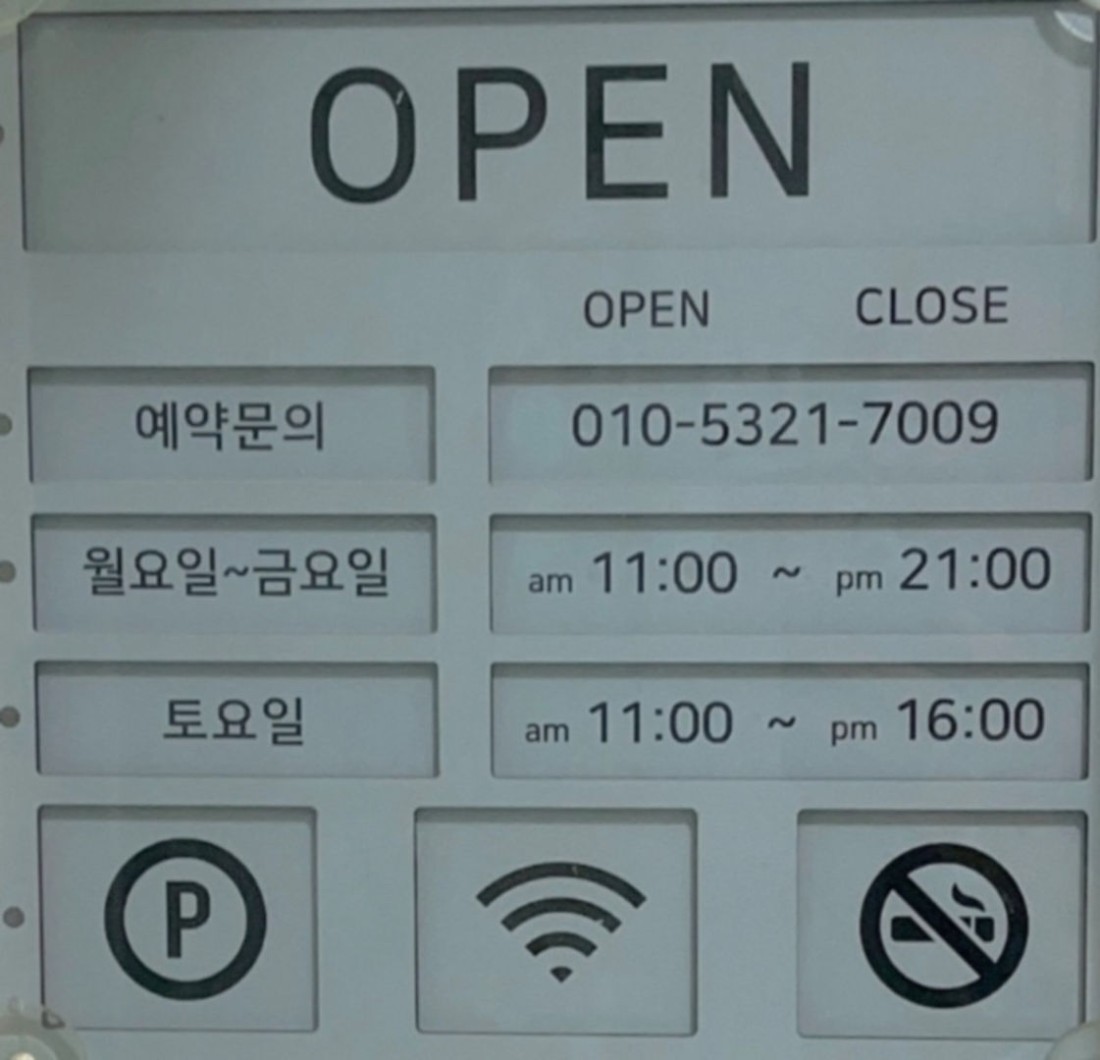 OPEN
OPEN CLOSE
예약문의 010-5321-7009
월요일~금요일 am 11:00 ~ pm 21:00
토요일 am 11:00 ~ pm 16:00
P